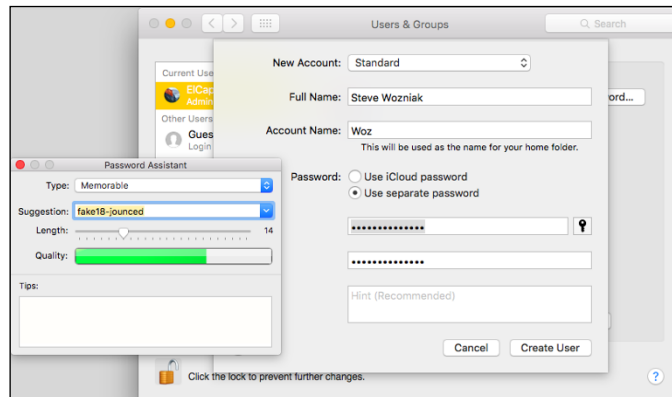 Users & Groups
Search
New Account: Standard
Current Use
ElCap
Admin
Other Users
Gues
Login
Full Name: Steve Wozniak
ord...
Account Name: Woz
This will be used as the name for your home folder.
Password: Use iCloud password
Use separate password
Hint (Recommended)
Cancel
Create User
Click the lock to prevent further changes.
?
Password Assistant
Type: Memorable
Suggestion: fake18-jounced
Length: 14
Quality:
Tips: